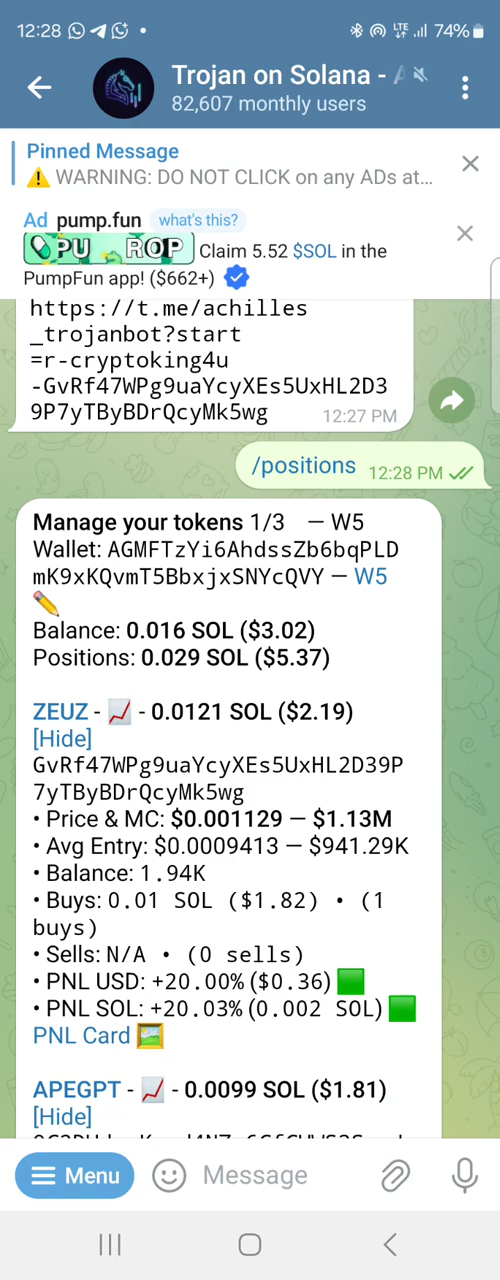 12:28
LTE
74%
Trojan on Solana - A
82,607 monthly users
Pinned Message
⚠️ WARNING: DO NOT CLICK on any ADs at…
Ad pump.fun what's this?
PU ROP Claim 5.52 $SOL in the
PumpFun app! ($662+)
https://t.me/achilles
_trojanbot?start
=r-cryptoking4u
-GvRf47WPg9uaYcyXEs5UxHL2D3
9P7yTByBDrQcyMk5wg 12:27 PM
/positions 12:28 PM
Manage your tokens 1/3 — W5
Wallet: AGMFTzYi6AhdssZb6bqPLD
mK9xKQvmT5BbxjxSNYcQVY — W5
✏️
Balance: 0.016 SOL ($3.02)
Positions: 0.029 SOL ($5.37)
ZEUZ - 📈 - 0.0121 SOL ($2.19)
[Hide]
GvRf47WPg9uaYcyXEs5UxHL2D39P
7yTByBDrQcyMk5wg
• Price & MC: $0.001129 — $1.13M
• Avg Entry: $0.0009413 — $941.29K
• Balance: 1.94K
• Buys: 0.01 SOL ($1.82) • (1
buys)
• Sells: N/A • (0 sells)
• PNL USD: +20.00% ($0.36) 🟩
• PNL SOL: +20.03% (0.002 SOL) 🟩
PNL Card 🖼️
APEGPT - 📈 - 0.0099 SOL ($1.81)
[Hide]
Menu
Message